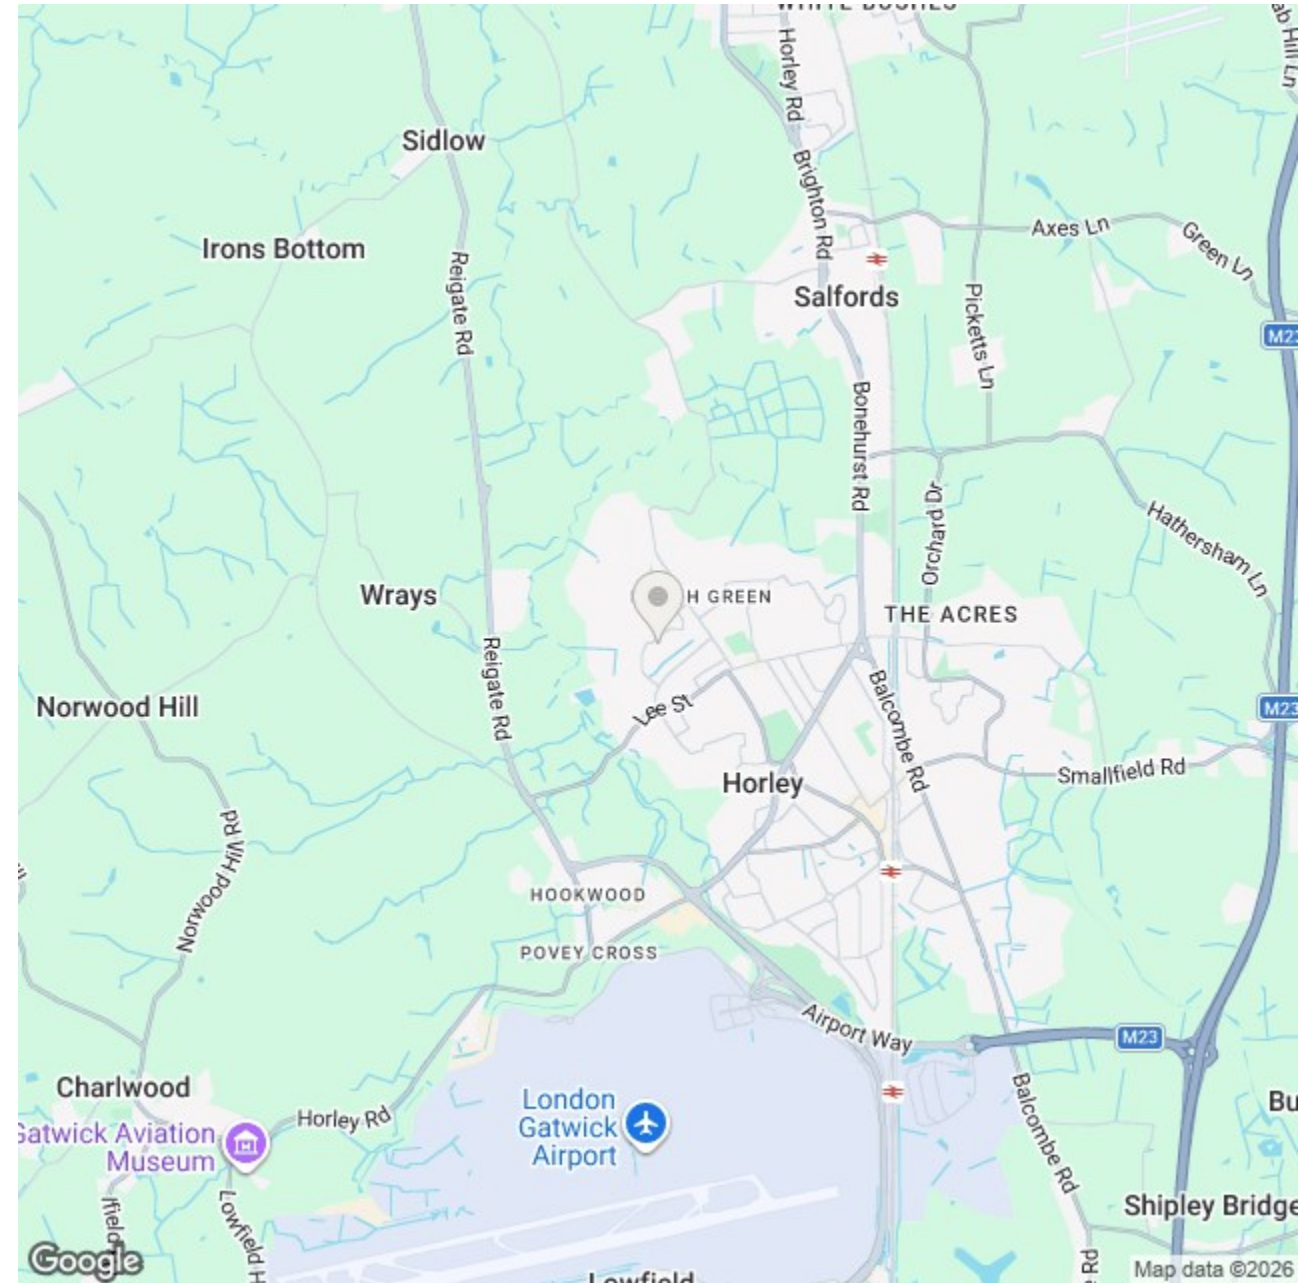 Horley Rd
Sidlow
Brighton Rd
Axes Ln
Green Ln
Irons Bottom
Reigate Rd
Salfords
Picketts Ln
M23
Bonehurst Rd
Orchard Dr
Hathersham Ln
Wrays
H GREEN
THE ACRES
Reigate Rd
Norwood Hill
Lee St
Balcombe Rd
M23
Smallfield Rd
Horley
Norwood Hill Rd
HOOKWOOD
POVEY CROSS
Airport Way
M23
Charlwood
Horley Rd
London
Gatwick
Airport
Gatwick Aviation
Museum
Balcombe Rd
Shipley Bridge
Lowfield H
Lowfield
Rd
Google
Map data ©2026